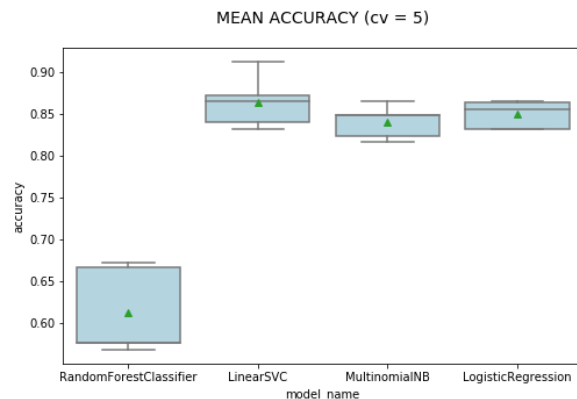 MEAN ACCURACY (cv = 5)
0.90
0.85
0.80
0.75
0.70
0.65
0.60
accuracy
RandomForestClassifier LinearSVC MultinomialNB LogisticRegression
model_name